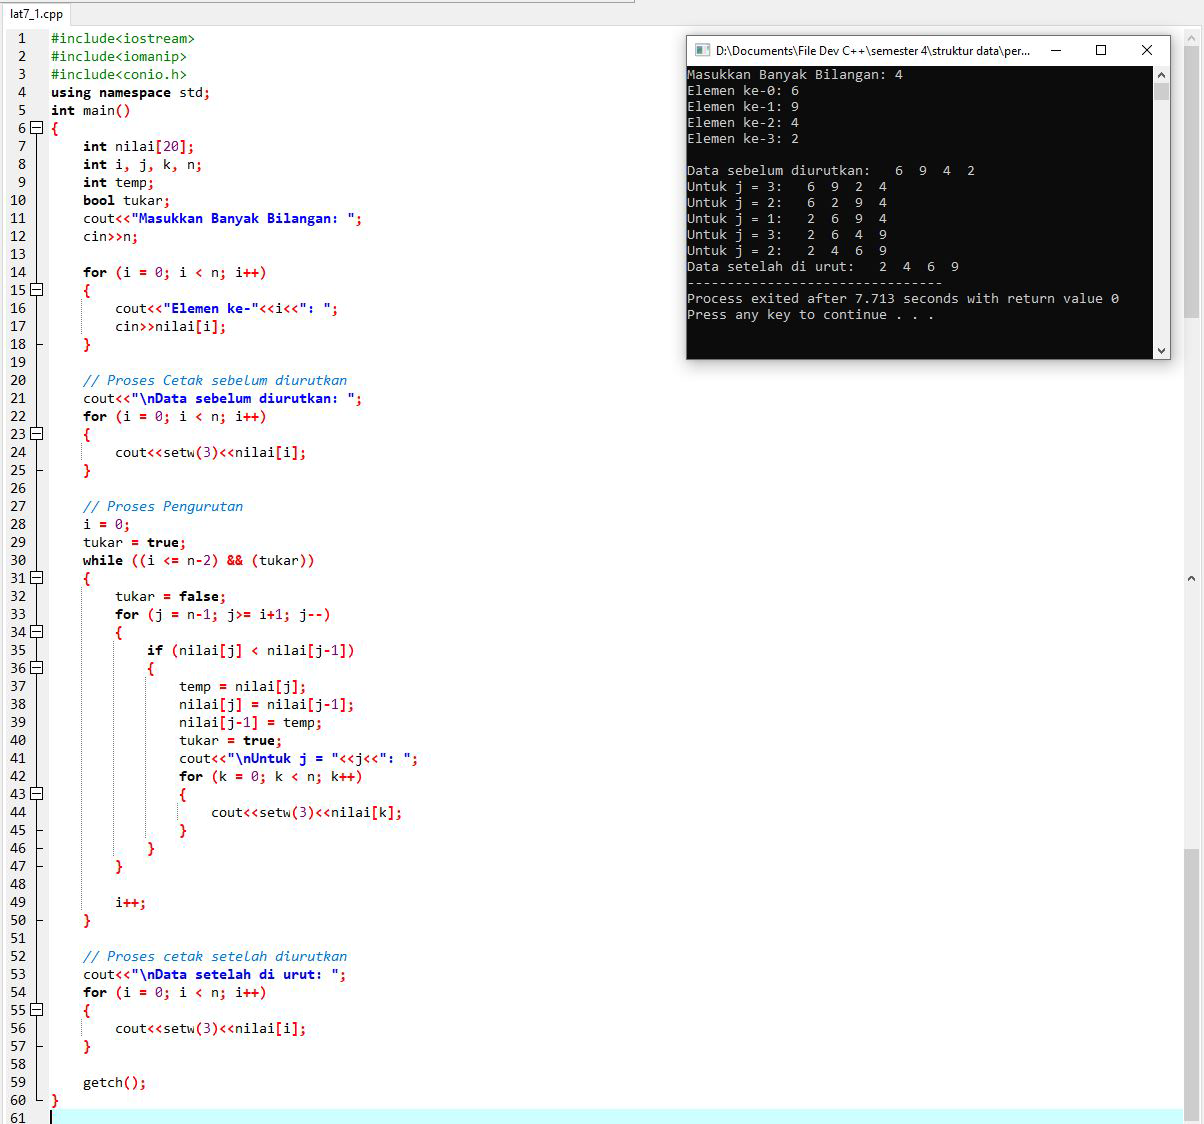 lat7_1.cpp
1 #include<iostream>
2 #include<iomanip>
3 #include<conio.h>
4 using namespace std;
5 int main()
6 {
7 int nilai[20];
8 int i, j, k, n;
9 int temp;
10 bool tukar;
11 cout<<"Masukkan Banyak Bilangan: ";
12 cin>>n;
13
14 for (i = 0; i < n; i++)
15 {
16 cout<<"Elemen ke-"<<i<<": ";
17 cin>>nilai[i];
18 }
19
20 // Proses Cetak sebelum diurutkan
21 cout<<"\nData sebelum diurutkan: ";
22 for (i = 0; i < n; i++)
23 {
24 cout<<setw(3)<<nilai[i];
25 }
26
27 // Proses Pengurutan
28 i = 0;
29 tukar = true;
30 while ((i <= n-2) && (tukar))
31 {
32 tukar = false;
33 for (j = n-1; j>= i+1; j--)
34 {
35 if (nilai[j] < nilai[j-1])
36 {
37 temp = nilai[j];
38 nilai[j] = nilai[j-1];
39 nilai[j-1] = temp;
40 tukar = true;
41 cout<<"\nUntuk j = "<<j<<": ";
42 for (k = 0; k < n; k++)
43 {
44 cout<<setw(3)<<nilai[k];
45 }
46 }
47 }
48
49 i++;
50 }
51
52 // Proses cetak setelah diurutkan
53 cout<<"\nData setelah di urut: ";
54 for (i = 0; i < n; i++)
55 {
56 cout<<setw(3)<<nilai[i];
57 }
58
59 getch();
60 }
61
D:\Documents\File Dev C++\semester 4\struktur data\per...
Masukkan Banyak Bilangan: 4
Elemen ke-0: 6
Elemen ke-1: 9
Elemen ke-2: 4
Elemen ke-3: 2
Data sebelum diurutkan:   6  9  4  2
Untuk j = 3:   6  9  2  4
Untuk j = 2:   6  2  9  4
Untuk j = 1:   2  6  9  4
Untuk j = 3:   2  6  4  9
Untuk j = 2:   2  4  6  9
Data setelah di urut:   2  4  6  9
--------------------------------
Process exited after 7.713 seconds with return value 0
Press any key to continue . . .